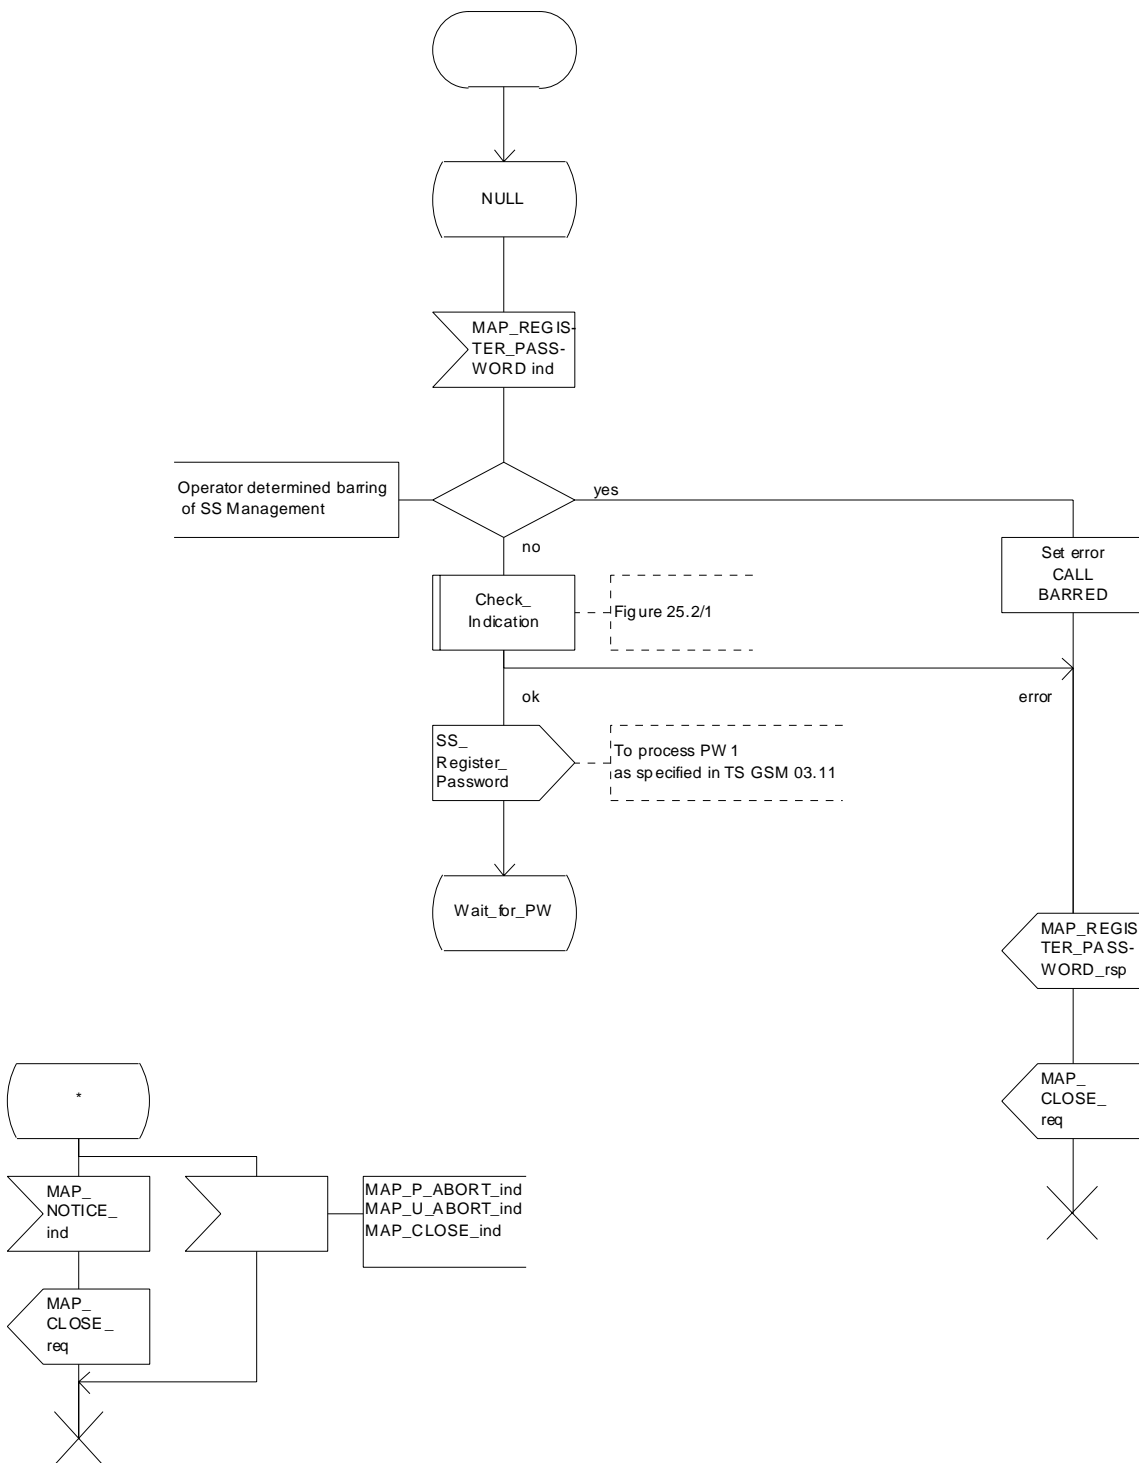 NULL
MAP_REGIS-
TER_PASS-
WORD ind
Operator determined barring
of SS Management
yes
no
Set error
CALL
BARRED
Check_
Indication
Figure 25.2/1
ok
error
SS_
Register_
Password
To process PW1
as specified in TS GSM 03.11
Wait_for_PW
MAP_REGIS
TER_PASS-
WORD_rsp
MAP_
CLOSE_
req
*
MAP_
NOTICE_
ind
MAP_P_ABORT_ind
MAP_U_ABORT_ind
MAP_CLOSE_ind
MAP_
CLOSE_
req